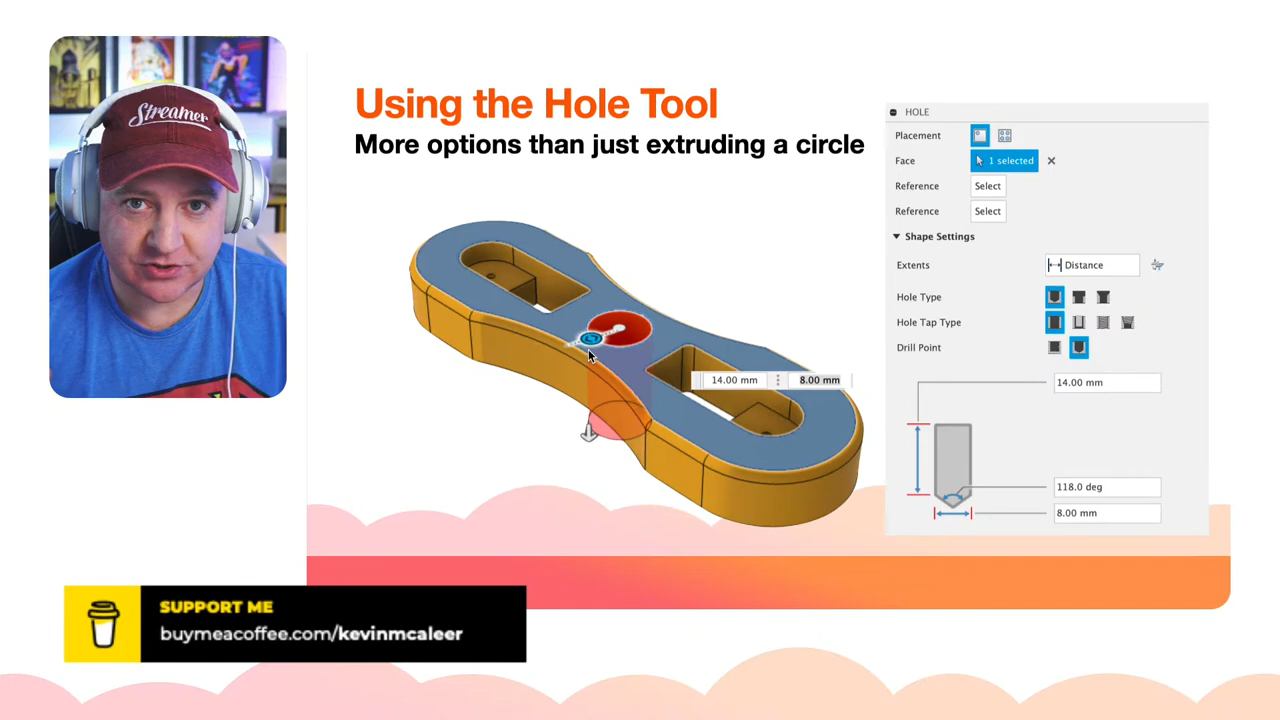 Streamer
Using the Hole Tool
More options than just extruding a circle
14.00 mm
8.00 mm
HOLE
Placement
Face
1 selected
Reference
Select
Reference
Select
Shape Settings
Extents
Distance
Hole Type
Hole Tap Type
Drill Point
14.00 mm
118.0 deg
8.00 mm
SUPPORT ME
buymeacoffee.com/kevinmcaleer